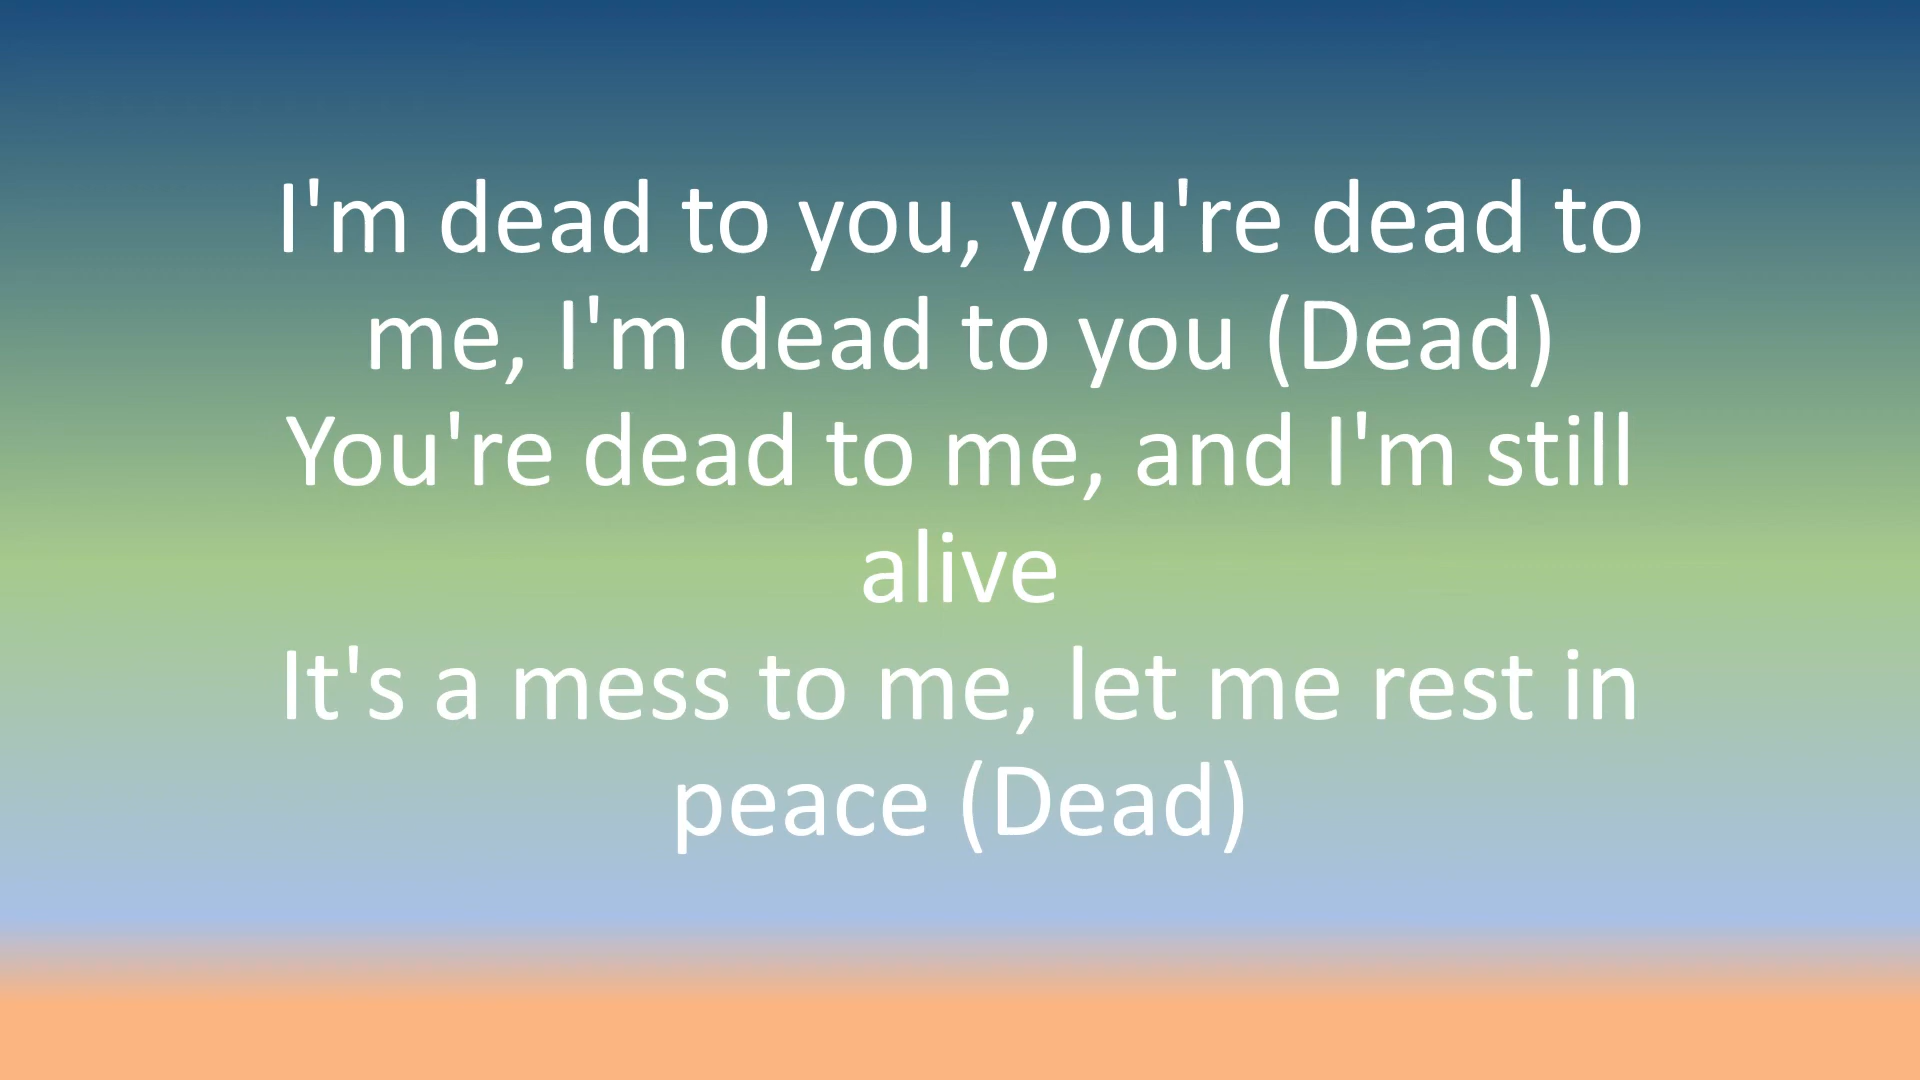 I'm dead to you, you're dead to
me, I'm dead to you (Dead)
You're dead to me, and I'm still
alive
It's a mess to me, let me rest in
peace (Dead)